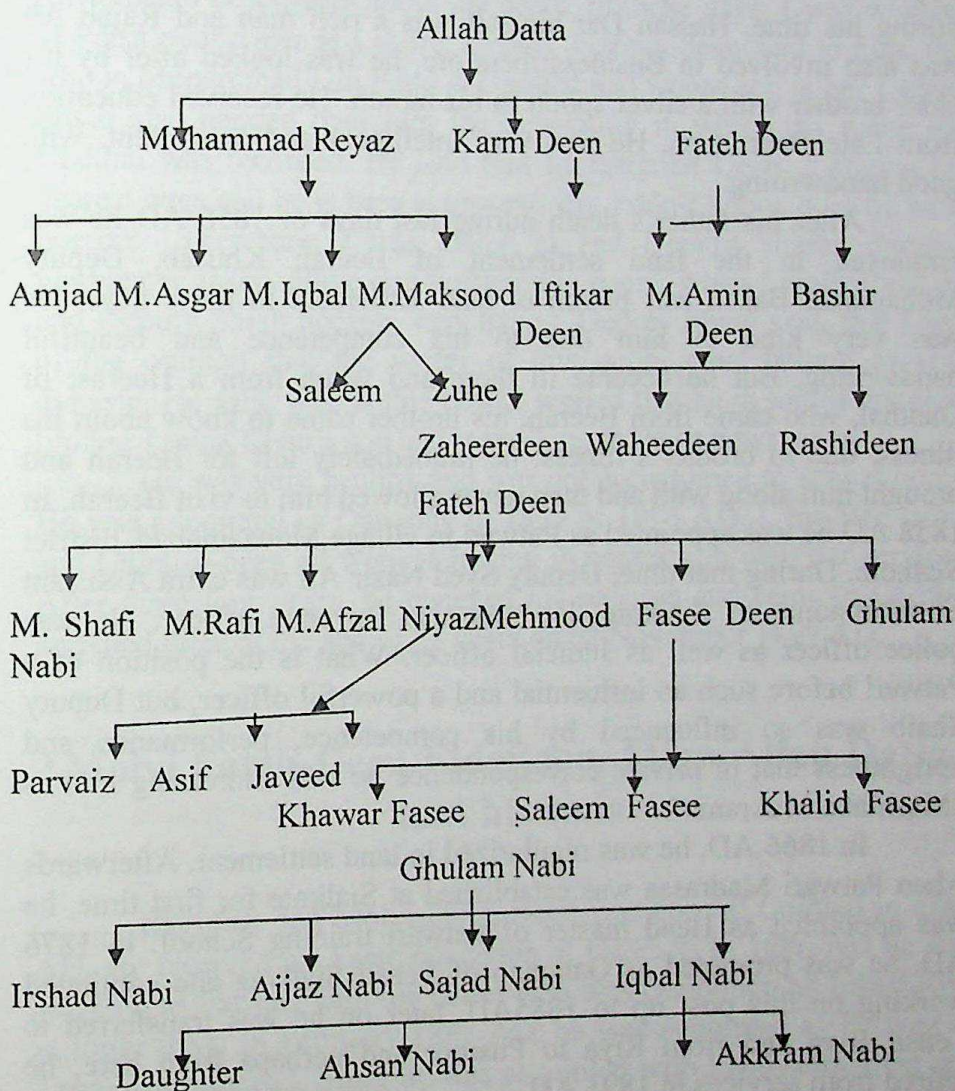 Allah Datta
Mohammad Reyaz Karm Deen Fateh Deen
Amjad M.Asgar M.Iqbal M.Maksood Iftikar M.Amin Bashir
Deen Deen
Saleem Zuhe
Zaheerdeen Waheedeen Rashideen
Fateh Deen
M. Shafi M.Rafi M.Afzal Niyaz Mehmood Fasee Deen Ghulam
Nabi
Parvaiz Asif Javeed
Khawar Fasee Saleem Fasee Khalid Fasee
Ghulam Nabi
Irshad Nabi Aijaz Nabi Sajad Nabi Iqbal Nabi
Daughter Ahsan Nabi Akkram Nabi